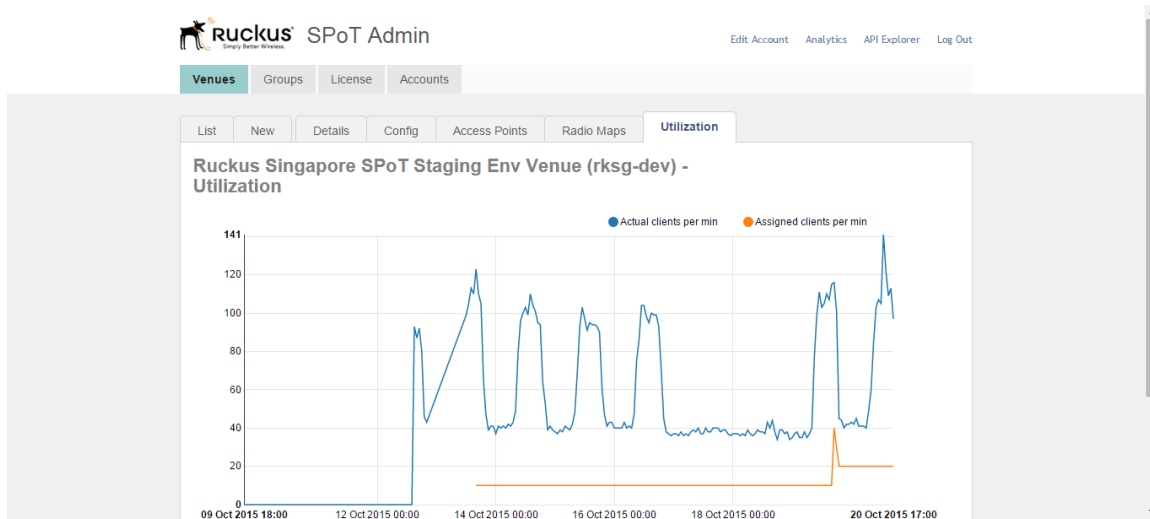 Ruckus SPoT Admin
Simply Better Wireless.
Edit Account Analytics API Explorer Log Out
Venues Groups License Accounts
List New Details Config Access Points Radio Maps Utilization
Ruckus Singapore SPoT Staging Env Venue (rksg-dev) -
Utilization
Actual clients per min Assigned clients per min
141
120
100
80
60
40
20
0
09 Oct 2015 18:00 12 Oct 2015 00:00 14 Oct 2015 00:00 16 Oct 2015 00:00 18 Oct 2015 00:00 20 Oct 2015 17:00